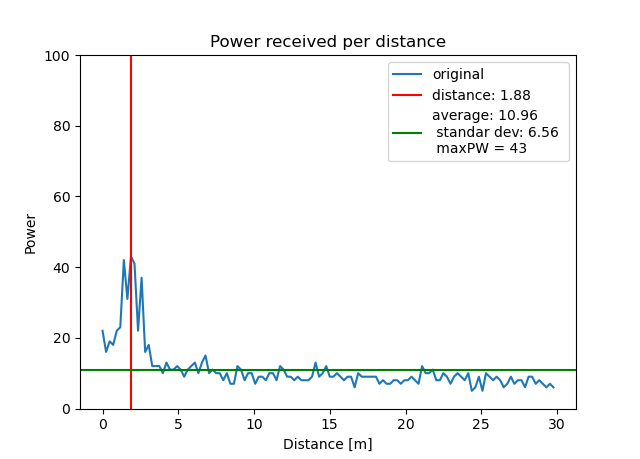 Power received per distance
original
distance: 1.88
average: 10.96
standar dev: 6.56
maxPW = 43
100
80
60
40
20
0
Power
0 5 10 15 20 25 30
Distance [m]